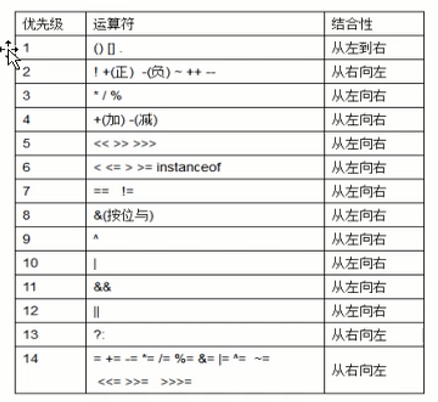 优先级 运算符 结合性
1 () [] . 从左到右
2 ! +(正) -(负) ~ ++ -- 从右向左
3 * / % 从左向右
4 +(加) -(减) 从左向右
5 << >> >>> 从左向右
6 < <= > >= instanceof 从左向右
7 == != 从左向右
8 &(按位与) 从左向右
9 ^ 从左向右
10 | 从左向右
11 && 从左向右
12 || 从左向右
13 ?: 从右向左
14 = += -= *= /= %= &= |= ^= ~= 从右向左
<<= >>= >>>=